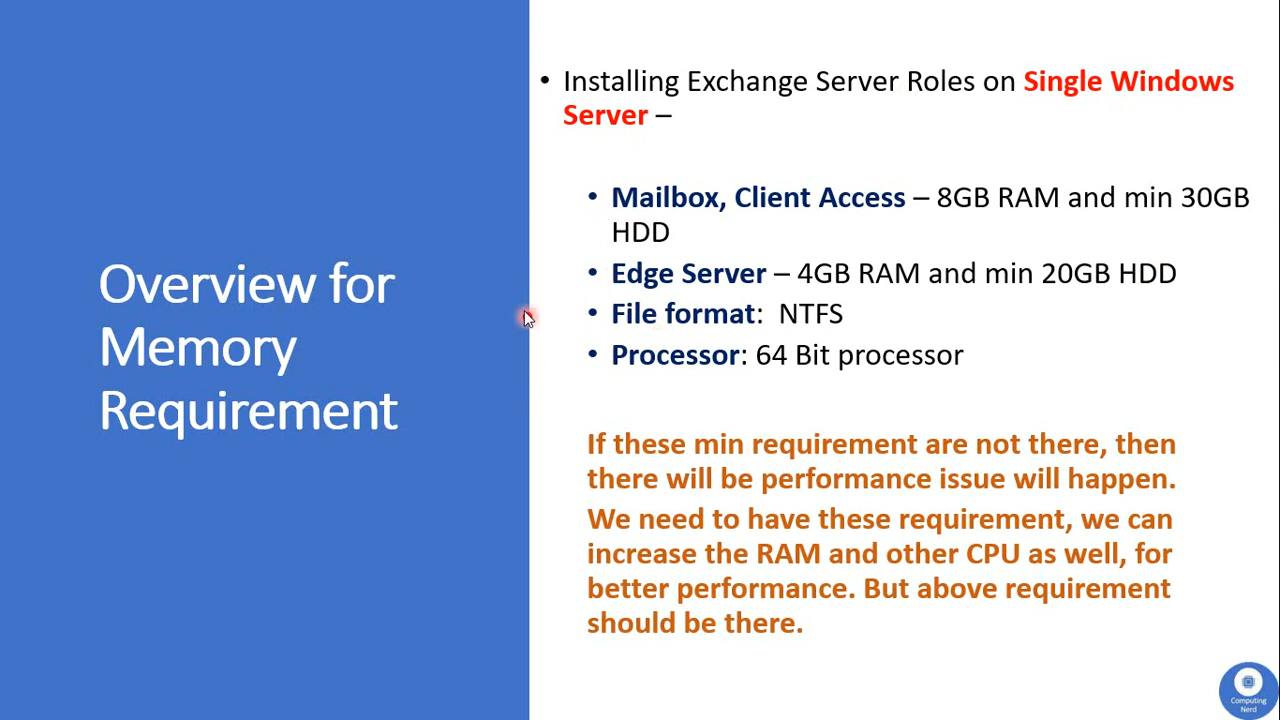 Overview for
Memory
Requirement
• Installing Exchange Server Roles on Single Windows
Server –
• Mailbox, Client Access – 8GB RAM and min 30GB
HDD
• Edge Server – 4GB RAM and min 20GB HDD
• File format:  NTFS
• Processor: 64 Bit processor
If these min requirement are not there, then
there will be performance issue will happen.
We need to have these requirement, we can
increase the RAM and other CPU as well, for
better performance. But above requirement
should be there.
Computing
Nerd